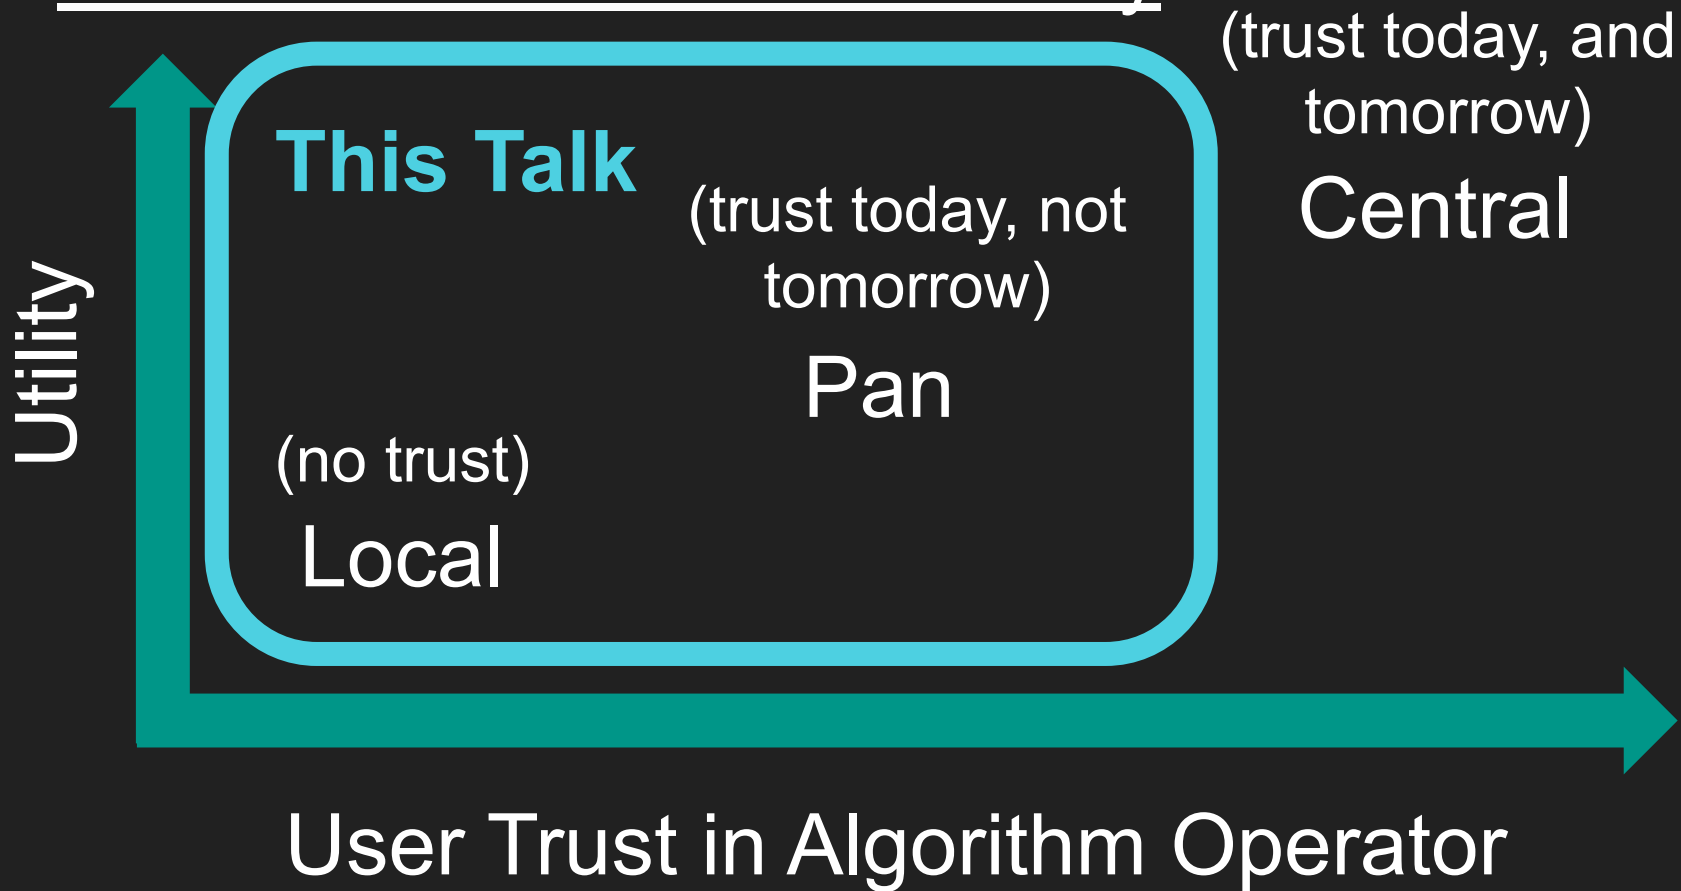 (trust today, and
tomorrow)
Central
This Talk
(trust today, not
tomorrow)
Pan
(no trust)
Local
Utility
User Trust in Algorithm Operator